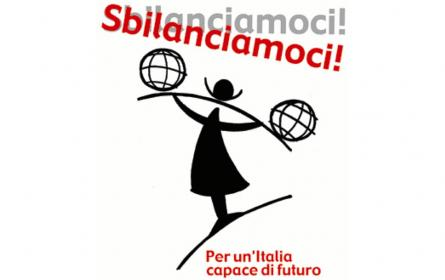 Sbilanciamoci!
Sbilanciamoci!
Per un'Italia
capace di futuro